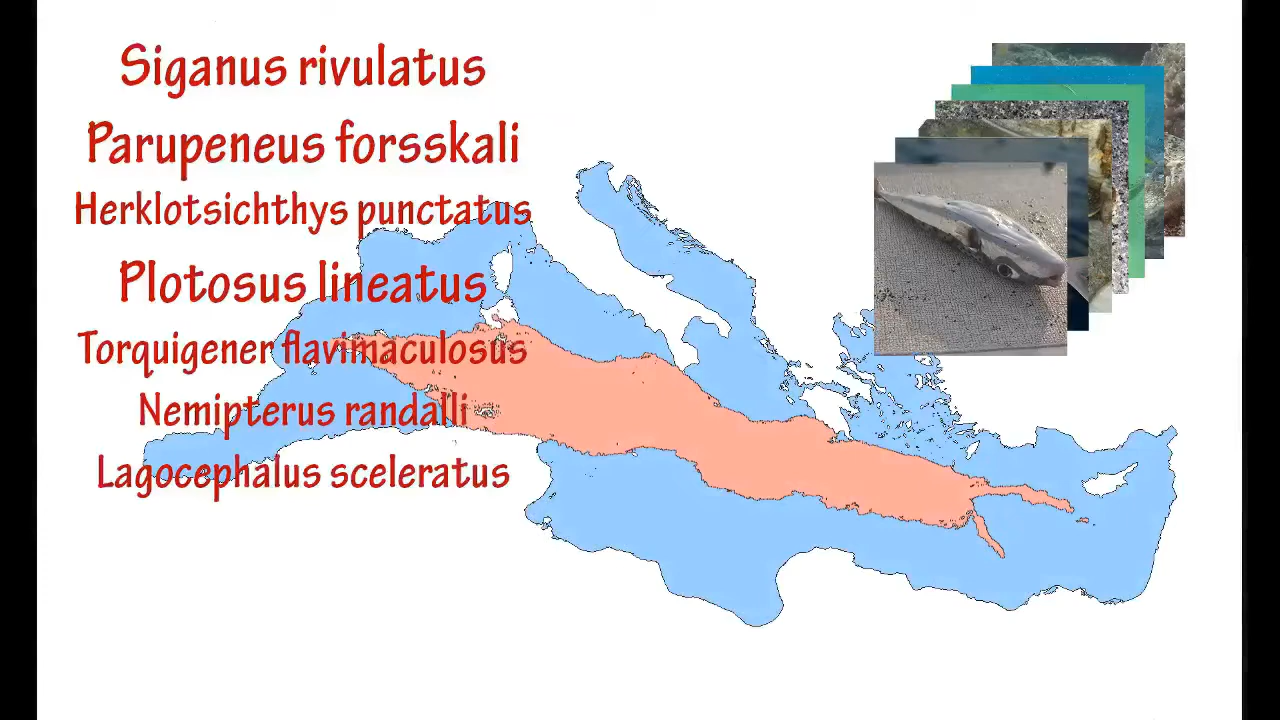 Siganus rivulatus
Parupeneus forsskali
Herklotsichthys punctatus
Plotosus lineatus
Torquigener flavimaculosus
Nemipterus randalli
Lagocephalus sceleratus